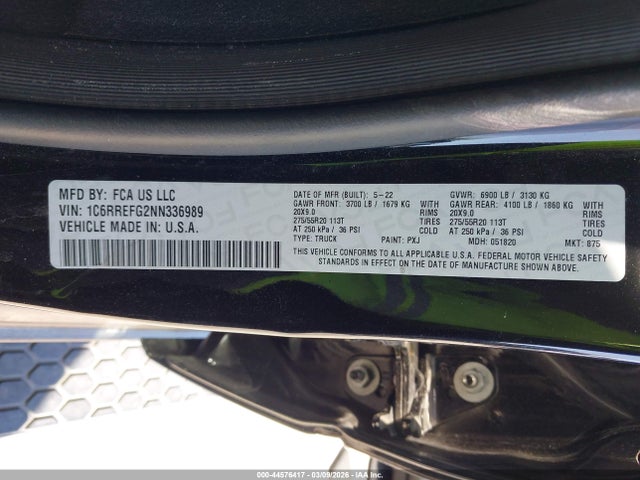 MFD BY: FCA US LLC
VIN: 1C6RREFG2NN336989
VEHICLE MADE IN: U.S.A.
DATE OF MFR (BUILT): 5-22 GVWR: 6900 LB / 3130 KG
GAWR FRONT: 3700 LB / 1679 KG WITH GAWR REAR: 4100 LB / 1860 KG WITH
20X9.0 RIMS 20X9.0 RIMS
275/55R20 113T TIRES 275/55R20 113T TIRES
AT 250 kPa / 36 PSI COLD AT 250 kPa / 36 PSI COLD
TYPE: TRUCK PAINT: PXJ MDH: 051820 MKT: 875
THIS VEHICLE CONFORMS TO ALL APPLICABLE U.S.A. FEDERAL MOTOR VEHICLE SAFETY
STANDARDS IN EFFECT ON THE DATE OF MANUFACTURE SHOWN ABOVE.
000-44576417 - 03/09/2026 - IAAI.com